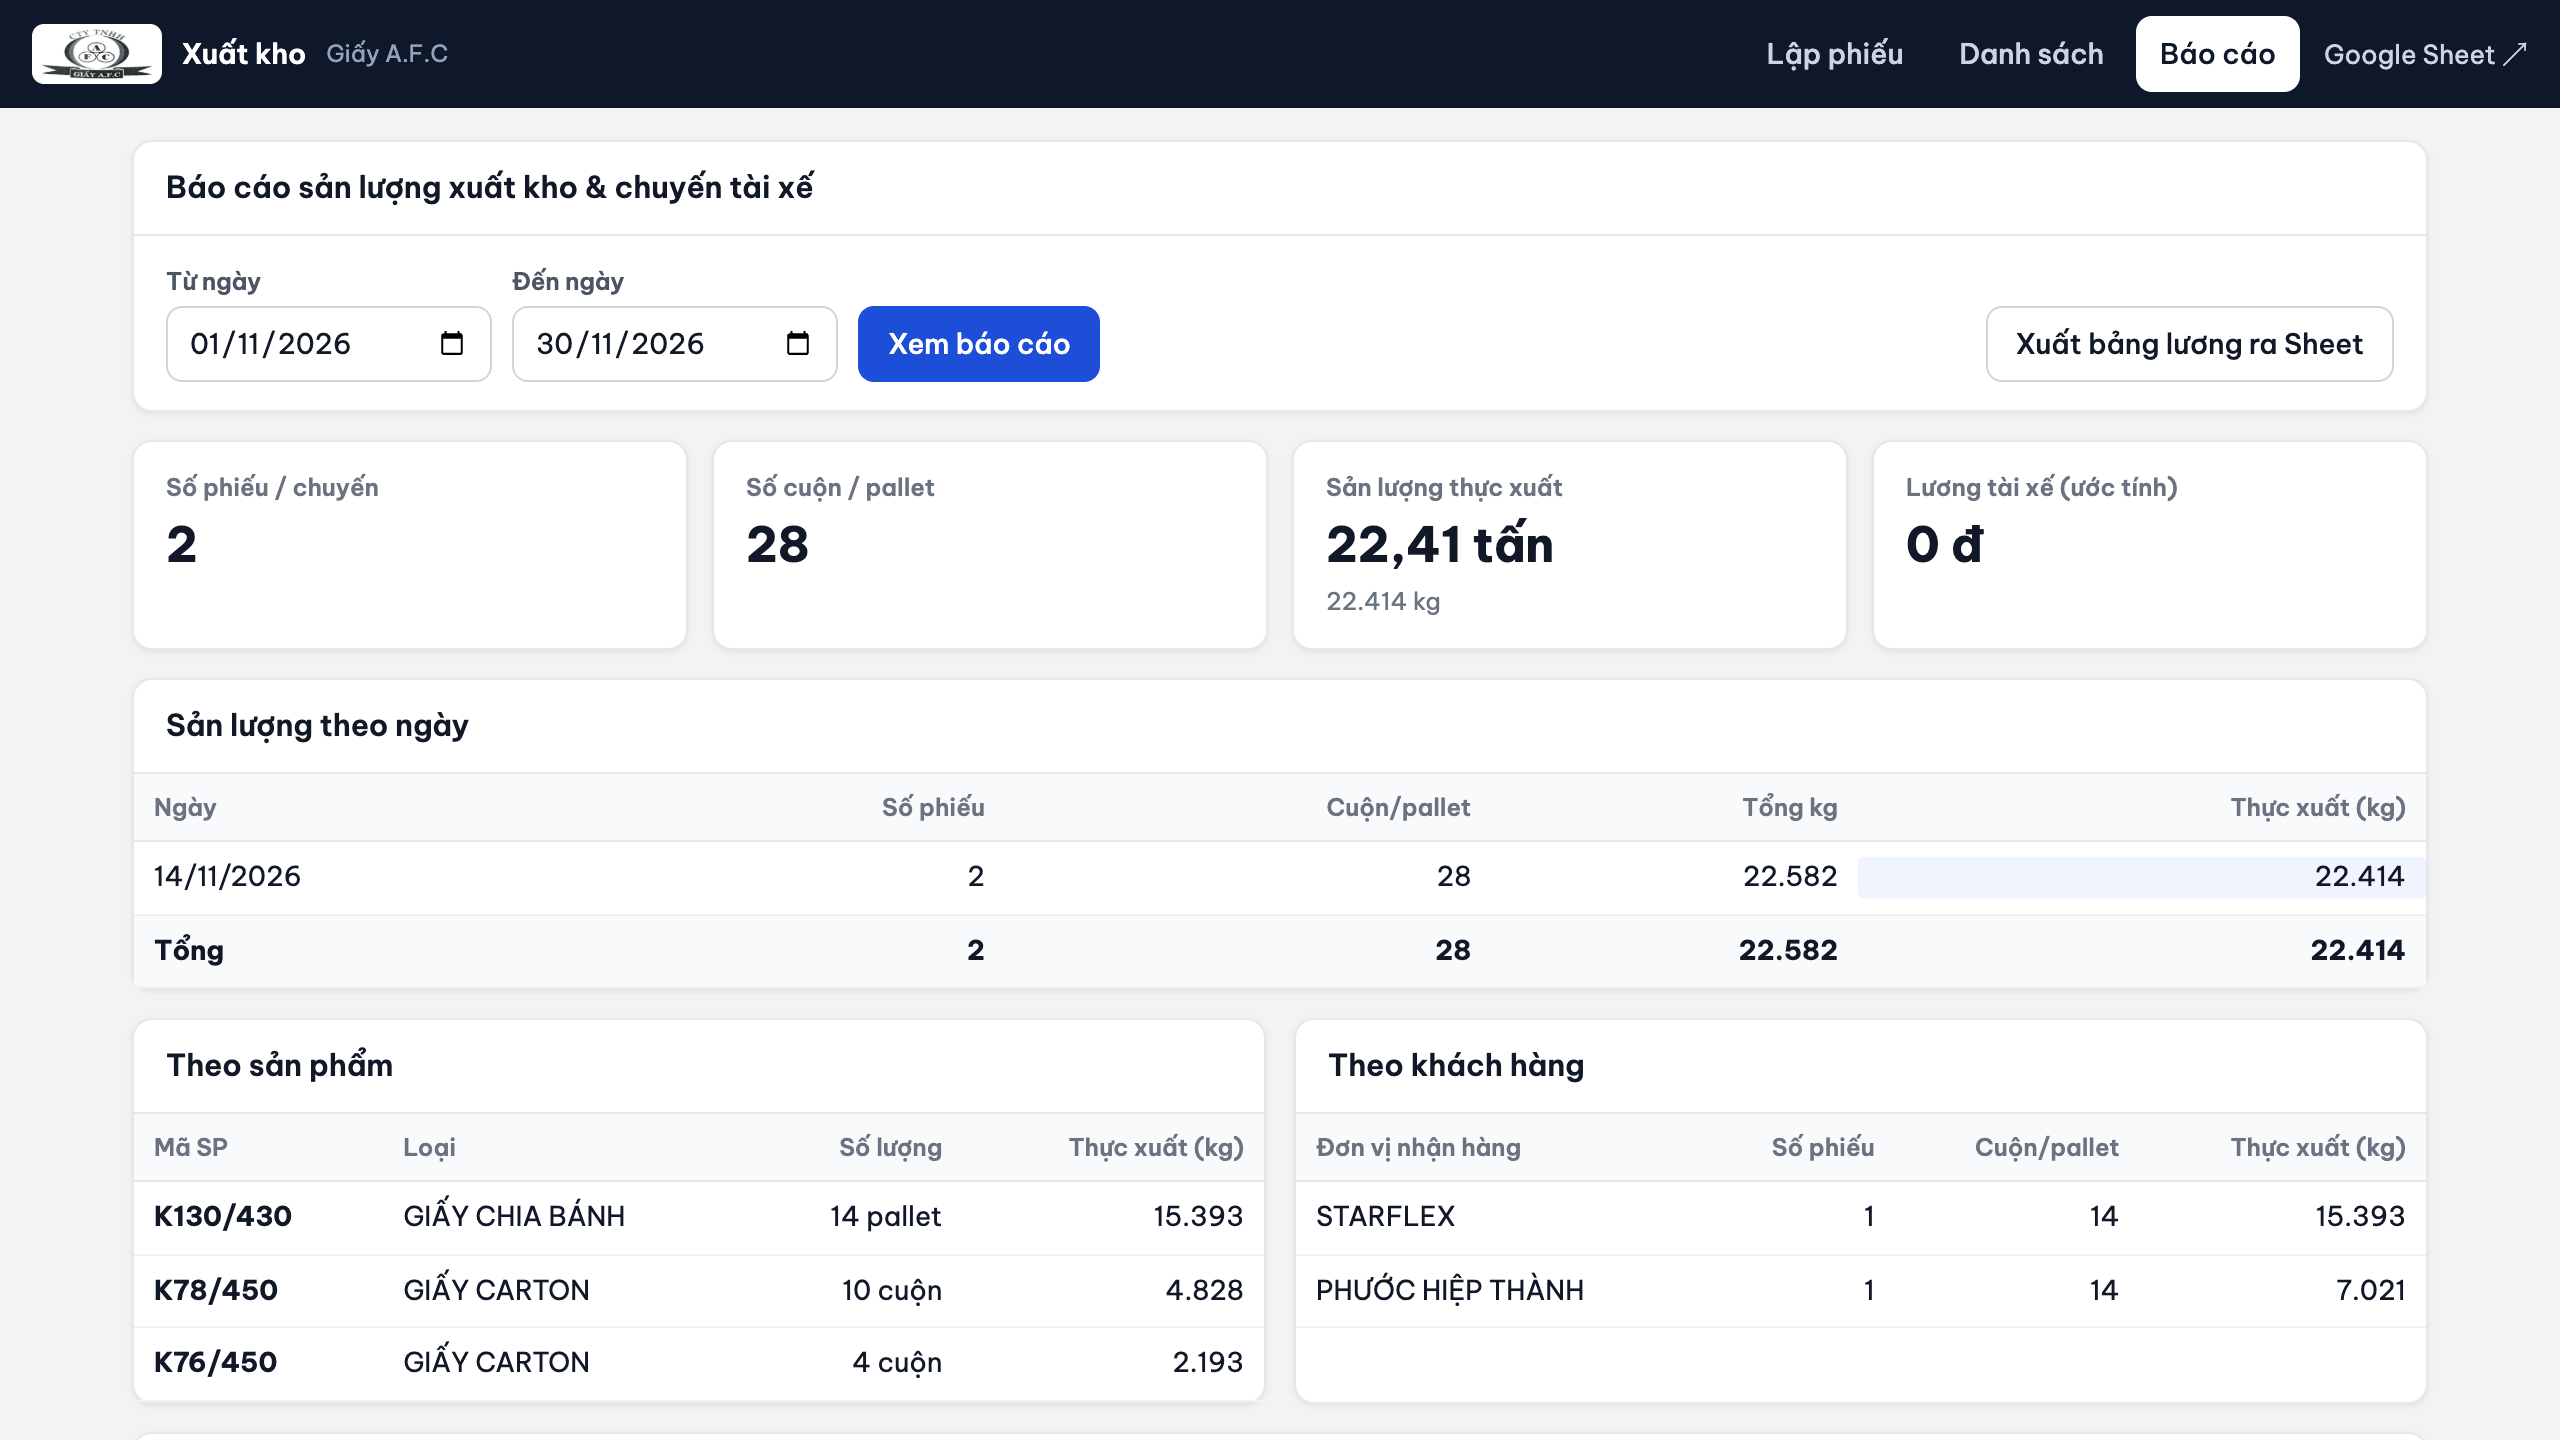 CTY TNHH
A
F C
GIẤY A.F.C
Xuất kho Giấy A.F.C
Lập phiếu Danh sách Báo cáo Google Sheet ↗
Báo cáo sản lượng xuất kho & chuyến tài xế
Từ ngày Đến ngày
01/11/2026 30/11/2026 Xem báo cáo Xuất bảng lương ra Sheet
Số phiếu / chuyến
2
Số cuộn / pallet
28
Sản lượng thực xuất
22,41 tấn
22.414 kg
Lương tài xế (ước tính)
0 đ
Sản lượng theo ngày
Ngày Số phiếu Cuộn/pallet Tổng kg Thực xuất (kg)
14/11/2026 2 28 22.582 22.414
Tổng 2 28 22.582 22.414
Theo sản phẩm
Mã SP Loại Số lượng Thực xuất (kg)
K130/430 GIẤY CHIA BÁNH 14 pallet 15.393
K78/450 GIẤY CARTON 10 cuộn 4.828
K76/450 GIẤY CARTON 4 cuộn 2.193
Theo khách hàng
Đơn vị nhận hàng Số phiếu Cuộn/pallet Thực xuất (kg)
STARFLEX 1 14 15.393
PHƯỚC HIỆP THÀNH 1 14 7.021